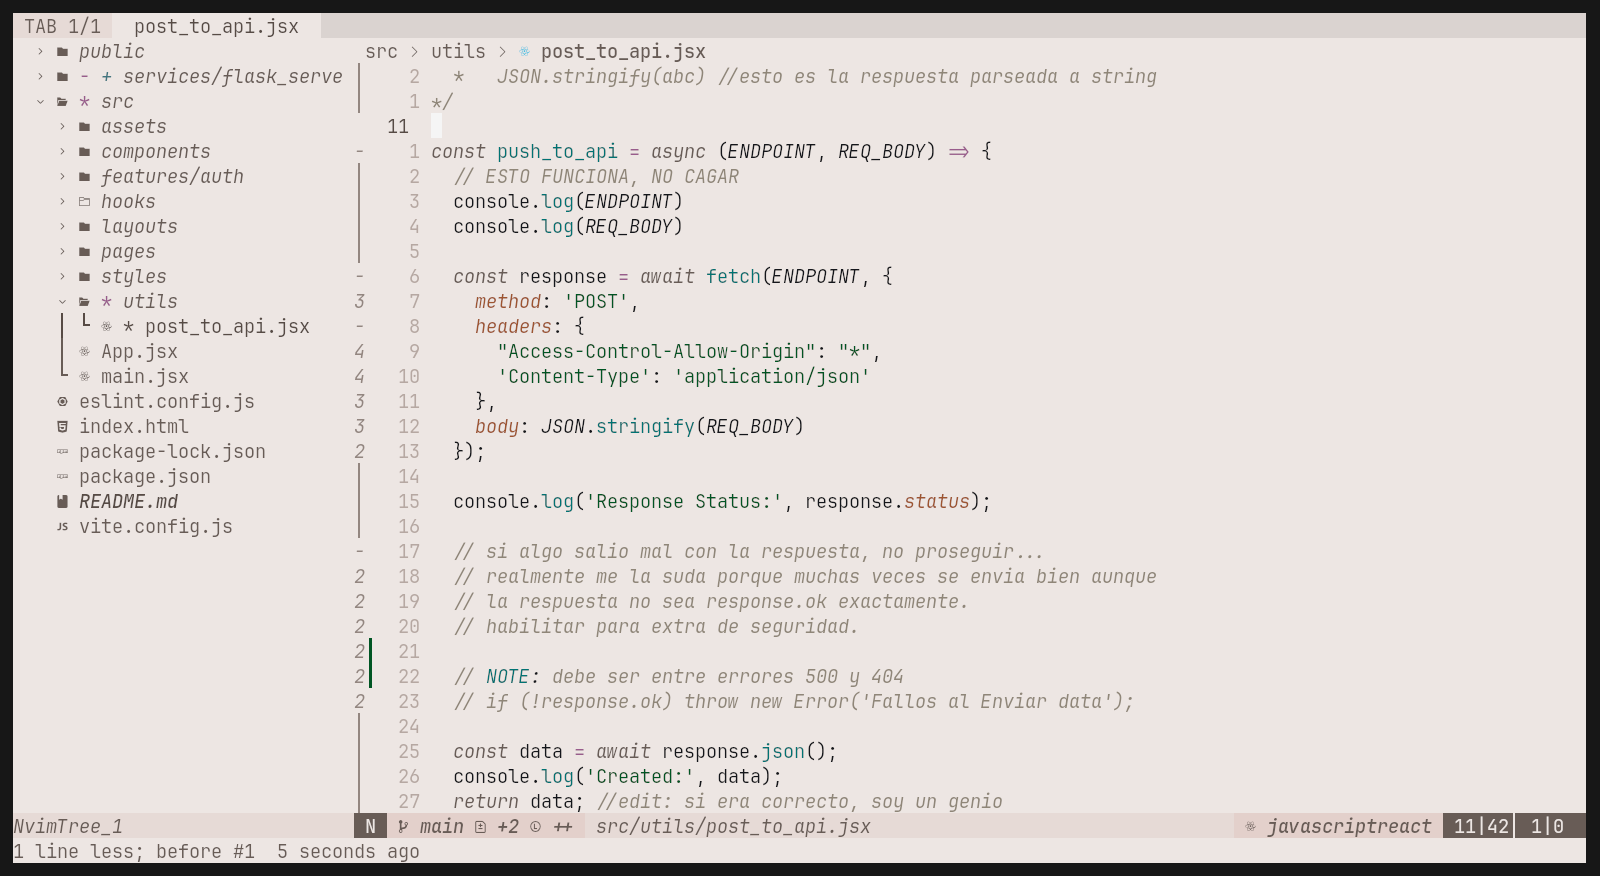 TAB 1/1 post_to_api.jsx
› public
› - + services/flask_serve
* src
› assets
› components
› features/auth
› hooks
› layouts
› pages
› styles
* utils
* post_to_api.jsx
App.jsx
main.jsx
eslint.config.js
index.html
package-lock.json
package.json
README.md
JS vite.config.js
NvimTree_1
src › utils › post_to_api.jsx
2 * JSON.stringify(abc) //esto es la respuesta parseada a string
1 */
11
- 1 const push_to_api = async (ENDPOINT, REQ_BODY) => {
2 // ESTO FUNCIONA, NO CAGAR
3 console.log(ENDPOINT)
4 console.log(REQ_BODY)
5
- 6 const response = await fetch(ENDPOINT, {
3 7 method: 'POST',
- 8 headers: {
4 9 "Access-Control-Allow-Origin": "*",
4 10 'Content-Type': 'application/json'
3 11 },
3 12 body: JSON.stringify(REQ_BODY)
2 13 });
14
15 console.log('Response Status:', response.status);
16
- 17 // si algo salio mal con la respuesta, no proseguir...
2 18 // realmente me la suda porque muchas veces se envia bien aunque
2 19 // la respuesta no sea response.ok exactamente.
2 20 // habilitar para extra de seguridad.
2 21
2 22 // NOTE: debe ser entre errores 500 y 404
2 23 // if (!response.ok) throw new Error('Fallos al Enviar data');
24
25 const data = await response.json();
26 console.log('Created:', data);
27 return data; //edit: si era correcto, soy un genio
N main +2 ++ src/utils/post_to_api.jsx javascriptreact 11|42 1|0
1 line less; before #1 5 seconds ago